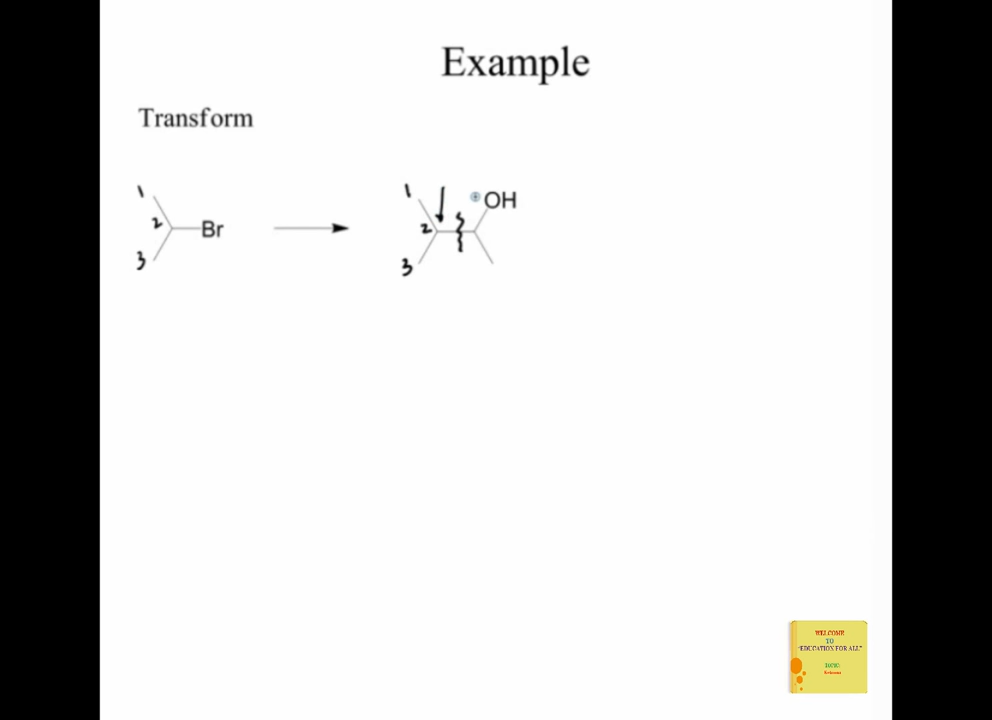 Example
Transform
1
2
3
Br
1
2
3
OH
WELCOME
TO
"EDUCATION FOR ALL"